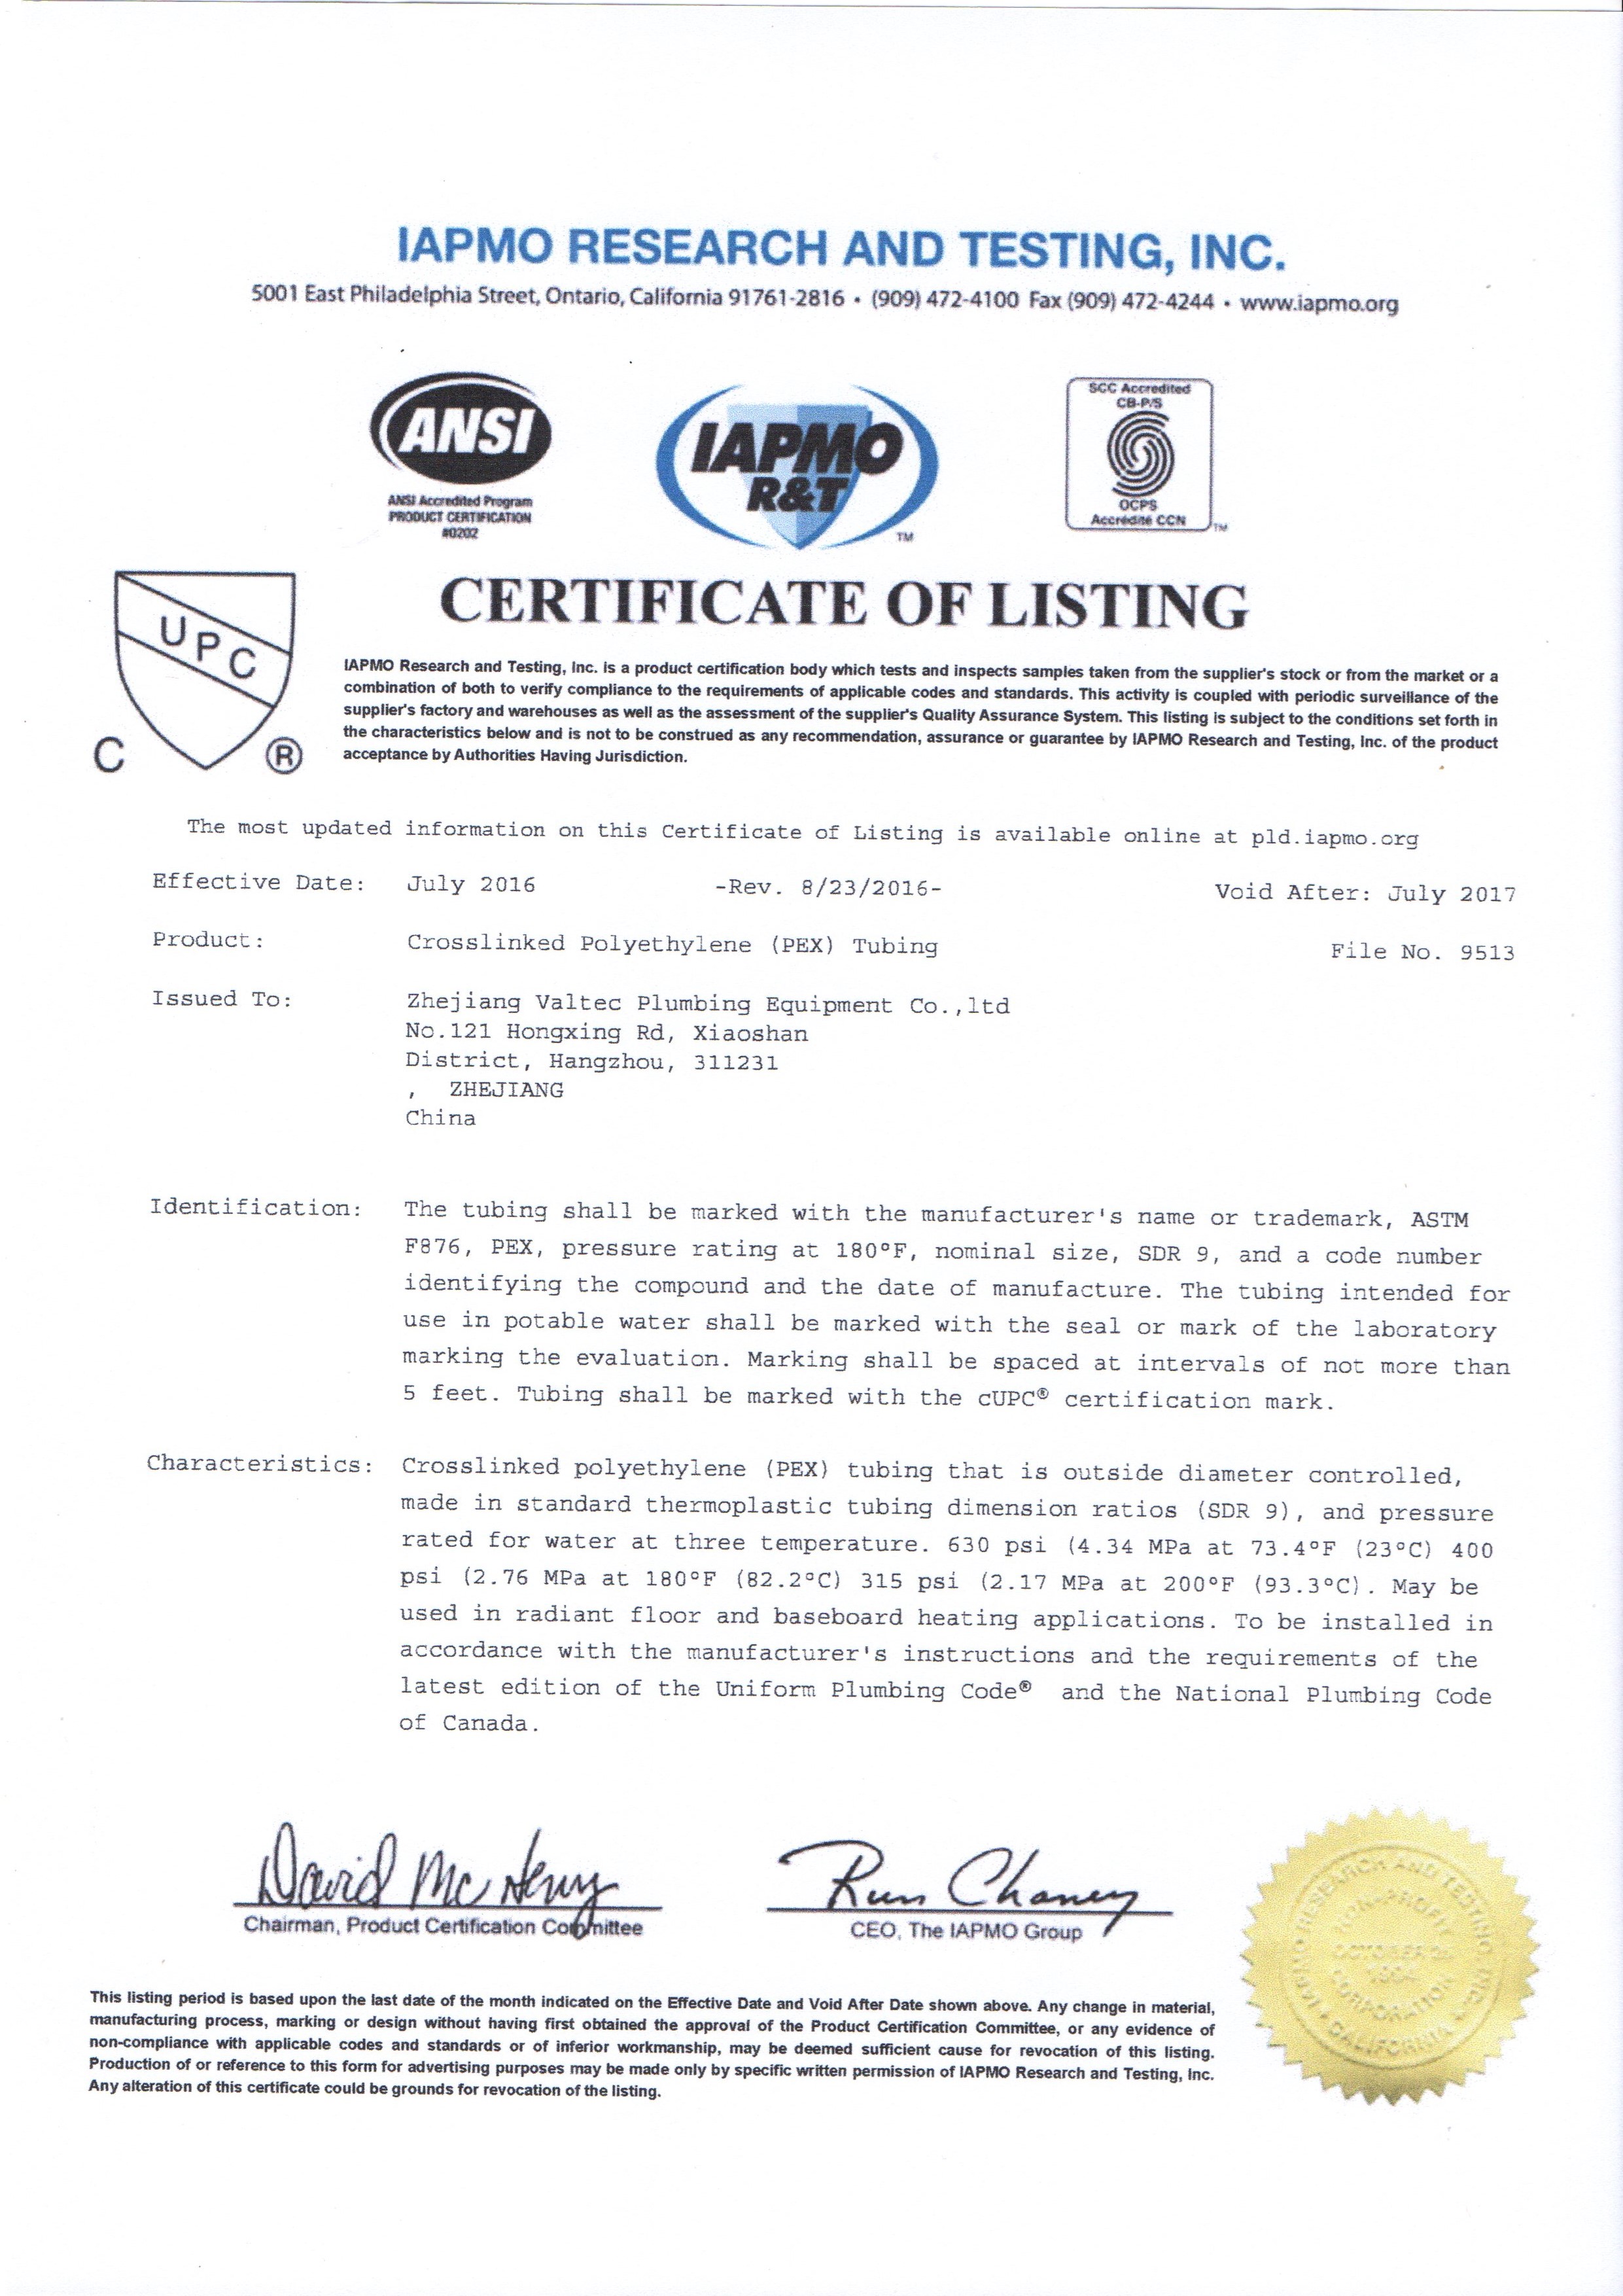 IAPMO RESEARCH AND TESTING, INC.
5001 East Philadelphia Street, Ontario, California 91761-2816 • (909) 472-4100 Fax (909) 472-4244 • www.iapmo.org
ANSI
ANSI Accredited Program
PRODUCT CERTIFICATION
#0202
IAPMO
R&T
TM
SCC Accredited
CB-P/S
OCPS
Accrédité CCN
TM
UPC
C
®
CERTIFICATE OF LISTING
IAPMO Research and Testing, Inc. is a product certification body which tests and inspects samples taken from the supplier's stock or from the market or a
combination of both to verify compliance to the requirements of applicable codes and standards. This activity is coupled with periodic surveillance of the
supplier's factory and warehouses as well as the assessment of the supplier's Quality Assurance System. This listing is subject to the conditions set forth in
the characteristics below and is not to be construed as any recommendation, assurance or guarantee by IAPMO Research and Testing, Inc. of the product
acceptance by Authorities Having Jurisdiction.
The most updated information on this Certificate of Listing is available online at pld.iapmo.org
Effective Date: July 2016 -Rev. 8/23/2016- Void After: July 2017
Product: Crosslinked Polyethylene (PEX) Tubing File No. 9513
Issued To: Zhejiang Valtec Plumbing Equipment Co.,ltd
No.121 Hongxing Rd, Xiaoshan
District, Hangzhou, 311231
, ZHEJIANG
China
Identification: The tubing shall be marked with the manufacturer's name or trademark, ASTM
F876, PEX, pressure rating at 180°F, nominal size, SDR 9, and a code number
identifying the compound and the date of manufacture. The tubing intended for
use in potable water shall be marked with the seal or mark of the laboratory
marking the evaluation. Marking shall be spaced at intervals of not more than
5 feet. Tubing shall be marked with the cUPC® certification mark.
Characteristics: Crosslinked polyethylene (PEX) tubing that is outside diameter controlled,
made in standard thermoplastic tubing dimension ratios (SDR 9), and pressure
rated for water at three temperature. 630 psi (4.34 MPa at 73.4°F (23°C) 400
psi (2.76 MPa at 180°F (82.2°C) 315 psi (2.17 MPa at 200°F (93.3°C). May be
used in radiant floor and baseboard heating applications. To be installed in
accordance with the manufacturer's instructions and the requirements of the
latest edition of the Uniform Plumbing Code® and the National Plumbing Code
of Canada.
David McHenry
Chairman, Product Certification Committee
Russ Chaney
CEO, The IAPMO Group
IAPMO RESEARCH AND TESTING, INC.
NON-PROFIT
CORPORATION
CALIFORNIA
This listing period is based upon the last date of the month indicated on the Effective Date and Void After Date shown above. Any change in material,
manufacturing process, marking or design without having first obtained the approval of the Product Certification Committee, or any evidence of
non-compliance with applicable codes and standards or of inferior workmanship, may be deemed sufficient cause for revocation of this listing.
Production of or reference to this form for advertising purposes may be made only by specific written permission of IAPMO Research and Testing, Inc.
Any alteration of this certificate could be grounds for revocation of the listing.